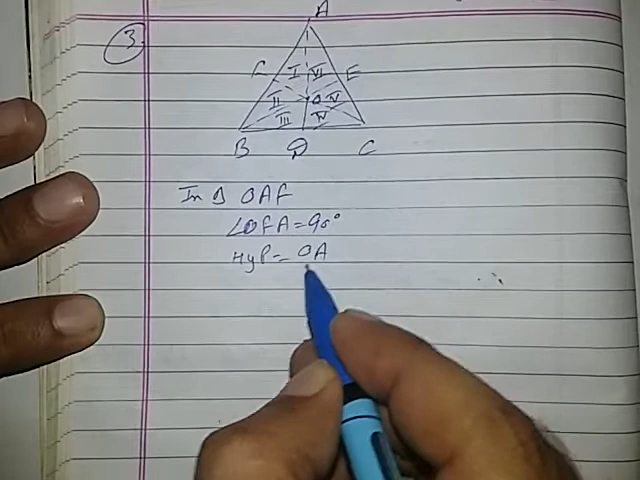 3
A
I VI E
II O V
III IV
B D C
In Δ OAF
∠OFA = 90°
Hyp = OA